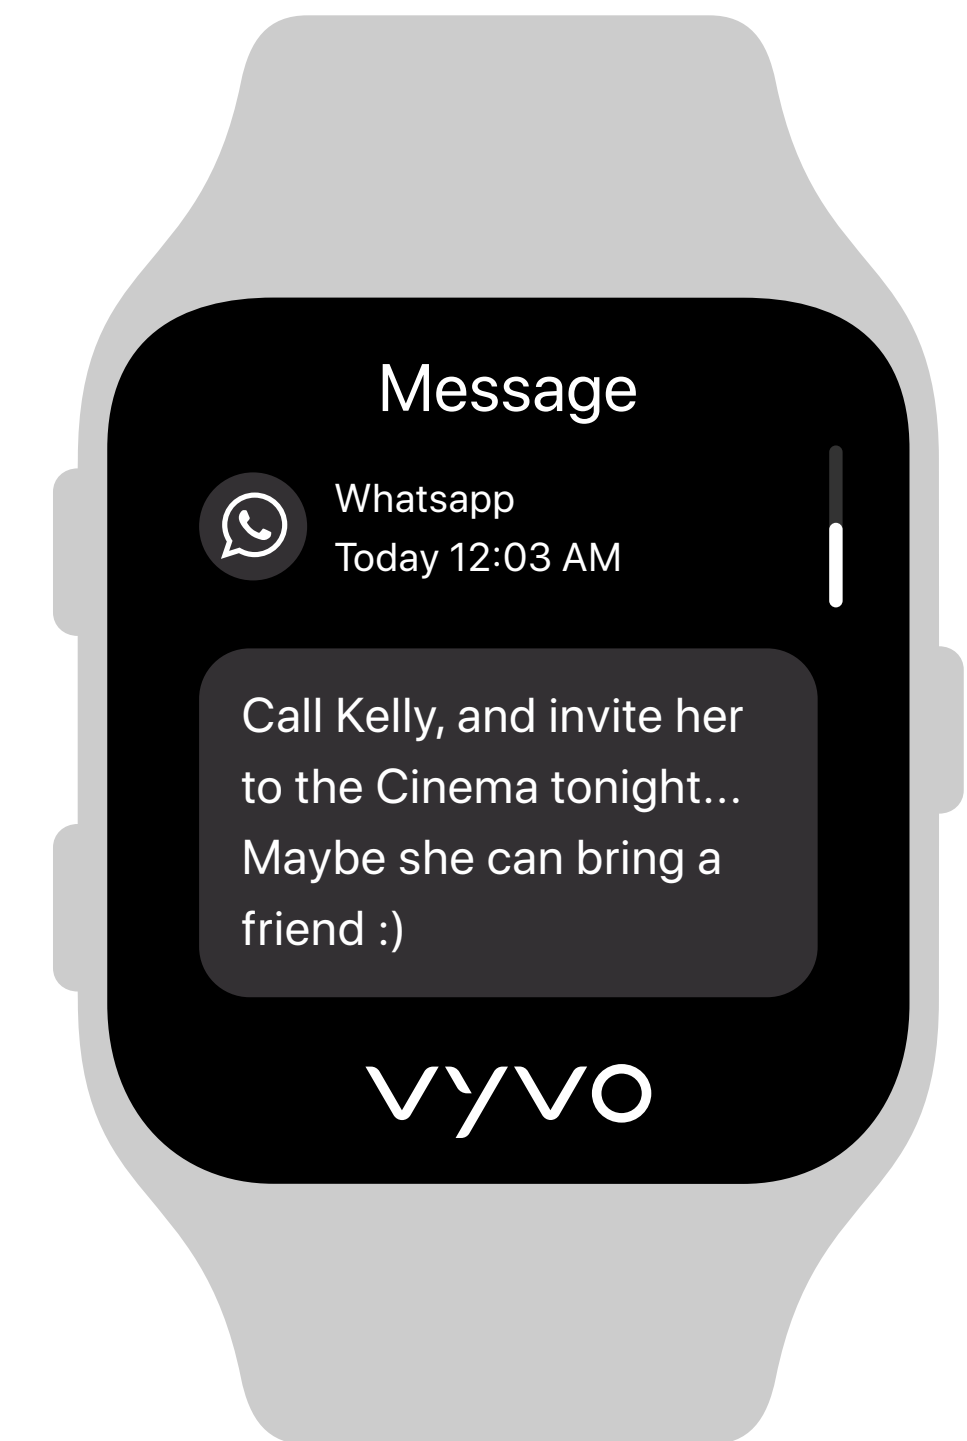 Message
Whatsapp
Today 12:03 AM
Call Kelly, and invite her
to the Cinema tonight...
Maybe she can bring a
friend :)
vyvo